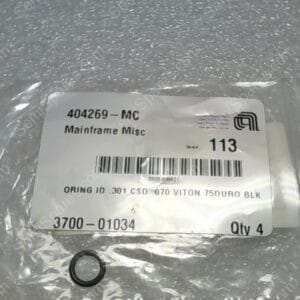 404269-MC
Mainframe Misc
113
ORING ID .301 CSD .070 VITON 75DURO BLK
3700-01034
Qty 4